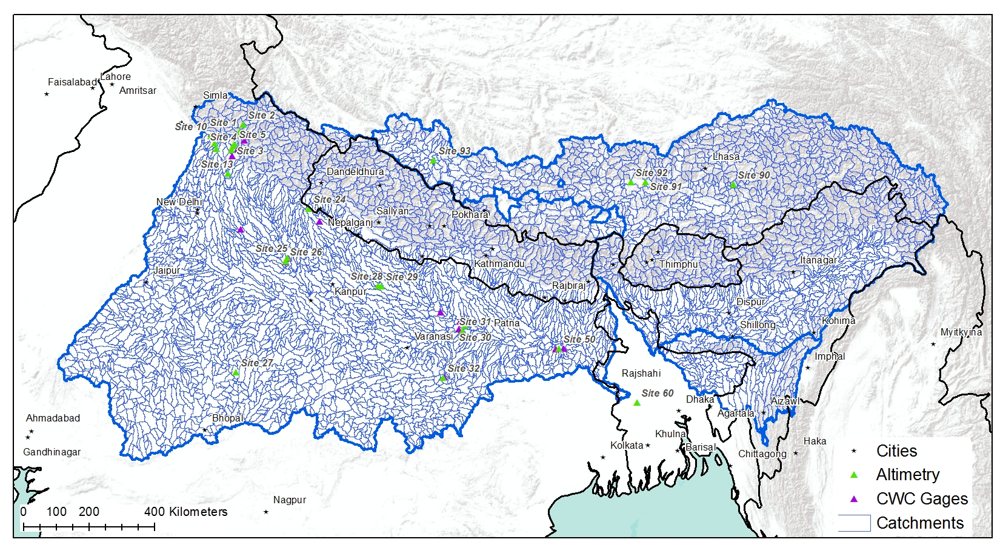 Lahore
Faisalabad
Amritsar
Simla
Site 2
Site 10
Site 1
Site 4
Site 5
Site 3
Site 93
Lhasa
Site 13
Dandeldhura
Site 92
Site 90
Site 91
New Delhi
Site 24
Sallyan
Pokhara
Nepalganj
Site 25
Site 26
Kathmandu
Thimphu
Itanagar
Jaipur
Site 28
Site 29
Rajbiraj
Kanpur
Dispur
Site 31
Patna
Shillong
Kohima
Varanasi
Site 30
Site 50
Myitkyina
Imphal
Site 27
Site 32
Rajshahi
Site 60
Dhaka
Aizawl
Agartala
Ahmadabad
Bhopal
Khulna
Kolkata
Barisal
Haka
Gandhinagar
Chittagong
Cities
Altimetry
Nagpur
CWC Gages
0 100 200 400 Kilometers
Catchments